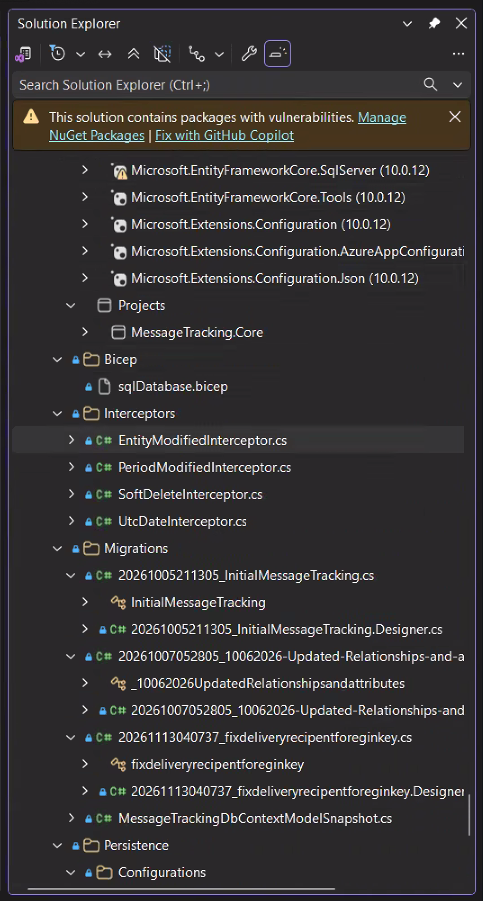 Solution Explorer
Search Solution Explorer (Ctrl+;)
This solution contains packages with vulnerabilities. Manage
NuGet Packages | Fix with GitHub Copilot
Microsoft.EntityFrameworkCore.SqlServer (10.0.12)
Microsoft.EntityFrameworkCore.Tools (10.0.12)
Microsoft.Extensions.Configuration (10.0.12)
Microsoft.Extensions.Configuration.AzureAppConfigurati
Microsoft.Extensions.Configuration.Json (10.0.12)
Projects
MessageTracking.Core
Bicep
sqlDatabase.bicep
Interceptors
C# EntityModifiedInterceptor.cs
C# PeriodModifiedInterceptor.cs
C# SoftDeleteInterceptor.cs
C# UtcDateInterceptor.cs
Migrations
C# 20261005211305_InitialMessageTracking.cs
InitialMessageTracking
C# 20261005211305_InitialMessageTracking.Designer.cs
C# 20261007052805_10062026-Updated-Relationships-and-a
_10062026UpdatedRelationshipsandattributes
C# 20261007052805_10062026-Updated-Relationships-and-
C# 20261113040737_fixdeliveryrecipentforeginkey.cs
fixdeliveryrecipentforeginkey
C# 20261113040737_fixdeliveryrecipentforeginkey.Designer
C# MessageTrackingDbContextModelSnapshot.cs
Persistence
Configurations